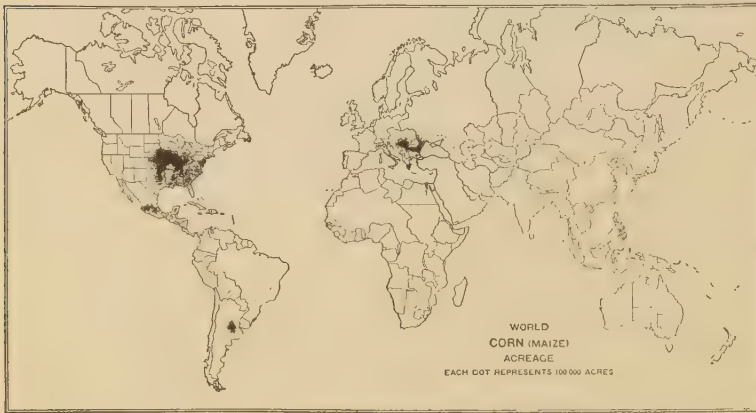 WORLD
CORN (MAIZE)
ACREAGE
EACH DOT REPRESENTS 100 000 ACRES